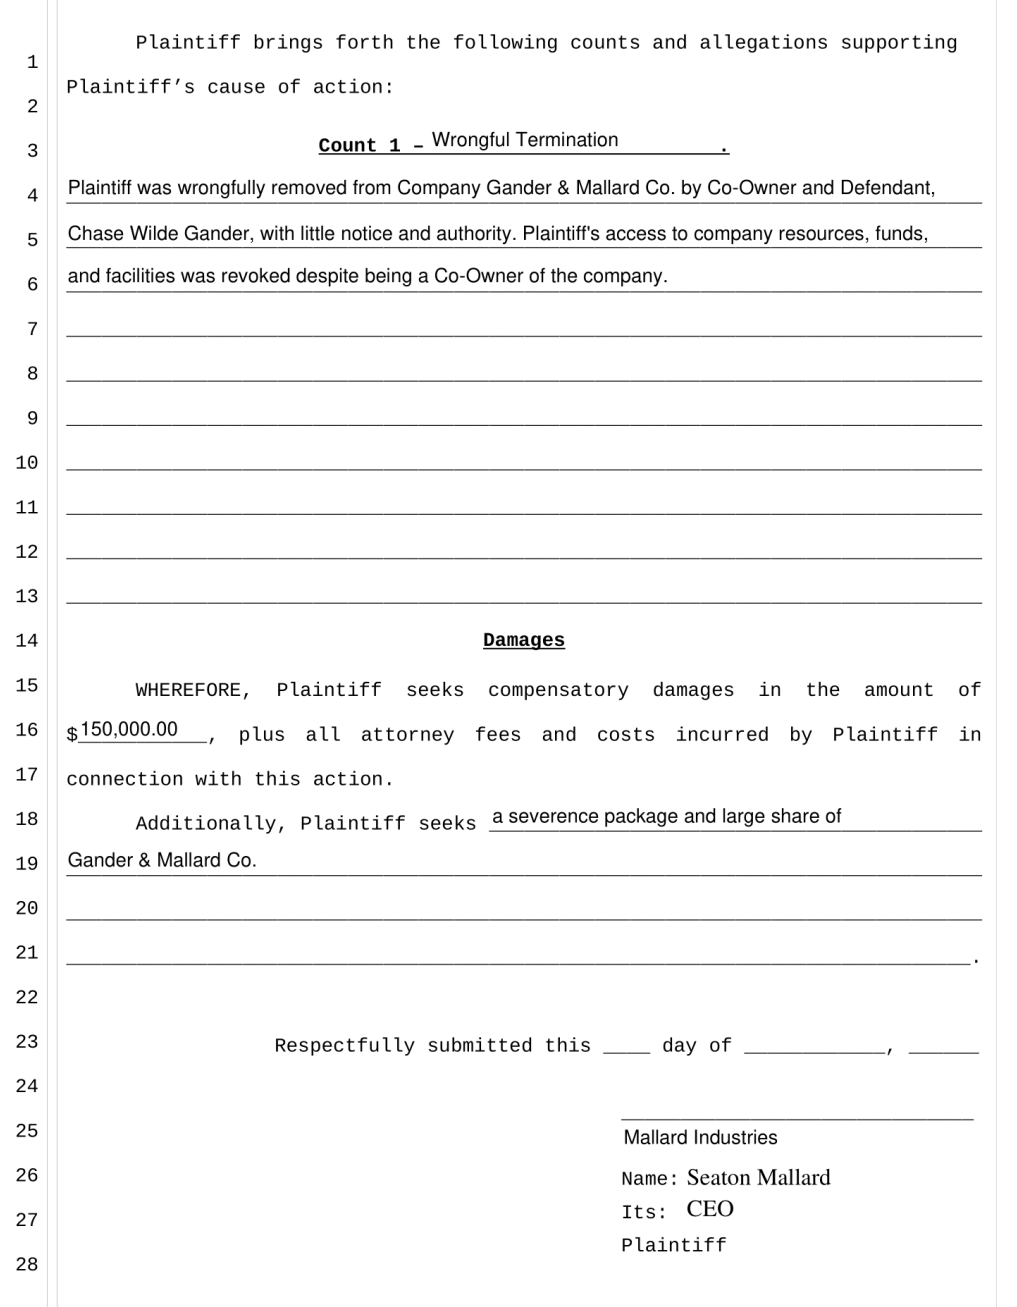 Plaintiff brings forth the following counts and allegations supporting
1
Plaintiff’s cause of action:
2
3 Count 1 – Wrongful Termination .
4 Plaintiff was wrongfully removed from Company Gander & Mallard Co. by Co-Owner and Defendant,
5 Chase Wilde Gander, with little notice and authority. Plaintiff's access to company resources, funds,
6 and facilities was revoked despite being a Co-Owner of the company.
7
8
9
10
11
12
13
14 Damages
15 WHEREFORE, Plaintiff seeks compensatory damages in the amount of
16 $150,000.00, plus all attorney fees and costs incurred by Plaintiff in
17 connection with this action.
18 Additionally, Plaintiff seeks a severence package and large share of
19 Gander & Mallard Co.
20
21 .
22
23 Respectfully submitted this ____ day of ____________, ______
24
25 Mallard Industries
26 Name: Seaton Mallard
27 Its: CEO
Plaintiff
28